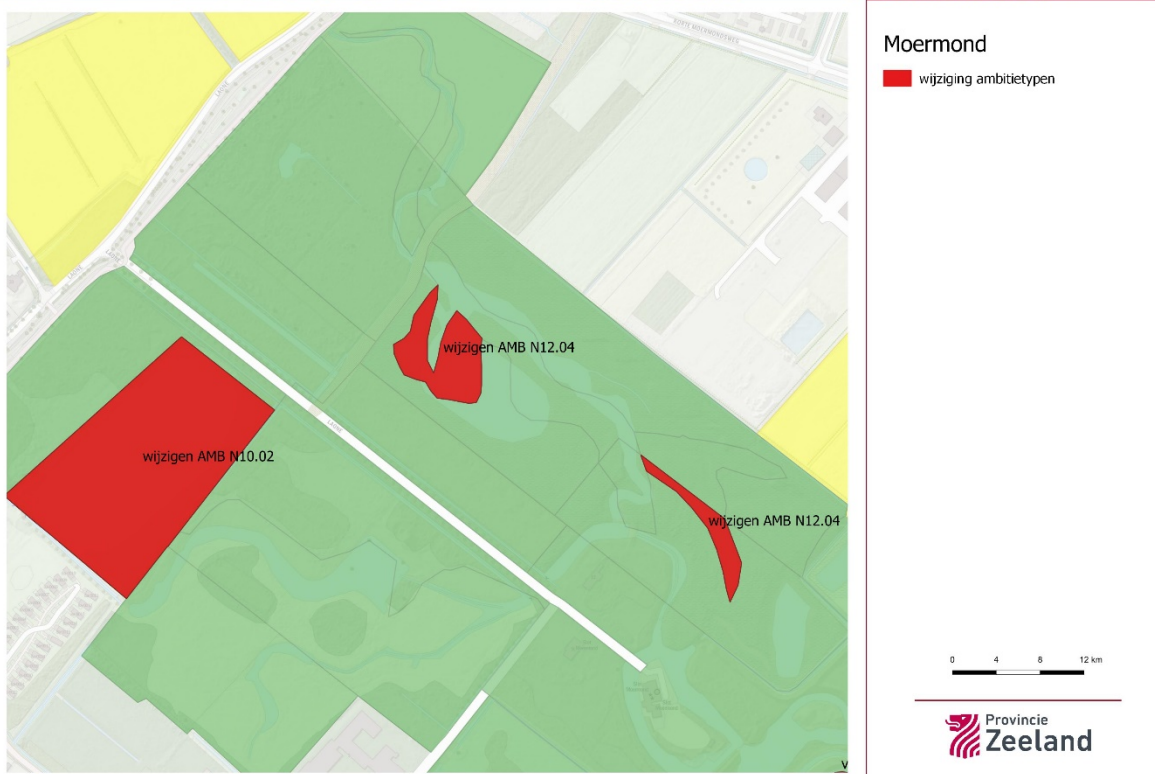 Moermond
wijziging ambitietypen
wijzigen AMB N12.04
wijzigen AMB N10.02
wijzigen AMB N12.04
LAONE
0 4 8 12 km
Provincie
Zeeland